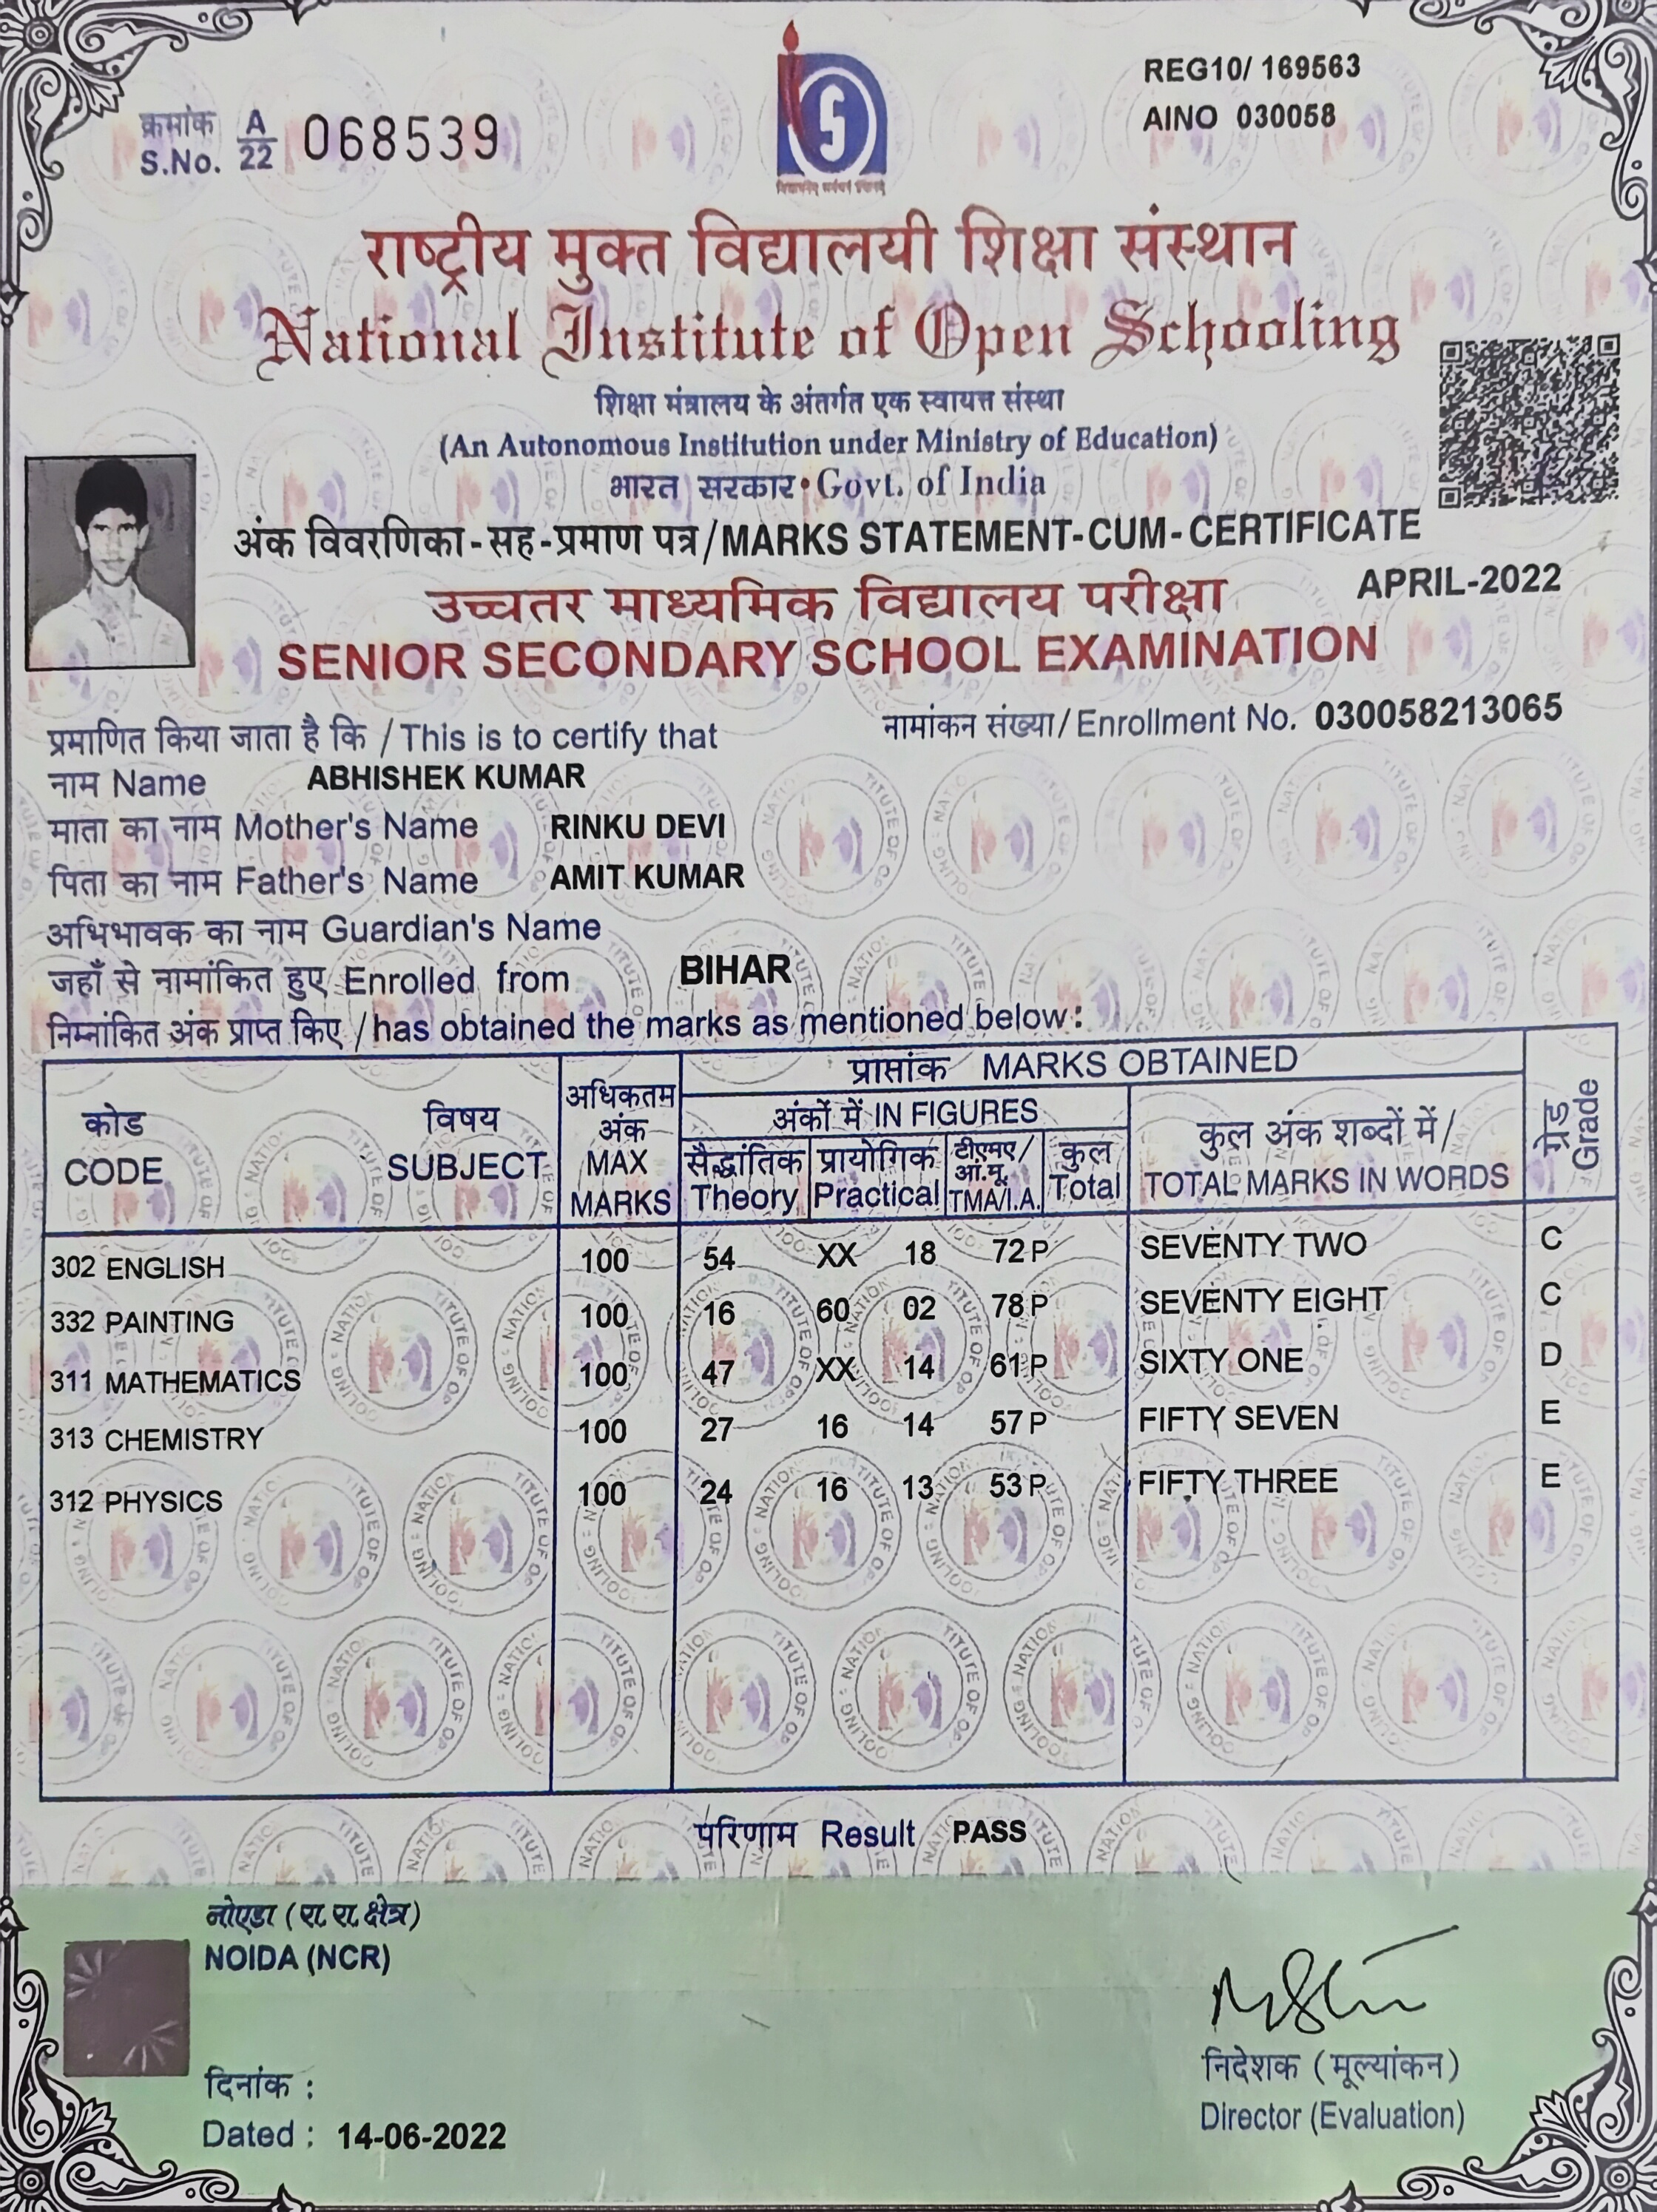 REG10/ 169563
AINO 030058
क्रमांक A
S.No. 22 068539
राष्ट्रीय मुक्त विद्यालयी शिक्षा संस्थान
National Institute of Open Schooling
शिक्षा मंत्रालय के अंतर्गत एक स्वायत्त संस्था
(An Autonomous Institution under Ministry of Education)
भारत सरकार • Govt. of India
अंक विवरणिका-सह-प्रमाण पत्र/MARKS STATEMENT-CUM-CERTIFICATE
APRIL-2022
उच्चतर माध्यमिक विद्यालय परीक्षा
SENIOR SECONDARY SCHOOL EXAMINATION
नामांकन संख्या/Enrollment No. 030058213065
प्रमाणित किया जाता है कि / This is to certify that
नाम Name ABHISHEK KUMAR
माता का नाम Mother's Name RINKU DEVI
पिता का नाम Father's Name AMIT KUMAR
अभिभावक का नाम Guardian's Name
जहाँ से नामांकित हुए Enrolled from BIHAR
निम्नांकित अंक प्राप्त किए / has obtained the marks as mentioned below :
प्राप्तांक MARKS OBTAINED
कोड विषय अधिकतम अंक अंकों में IN FIGURES कुल अंक शब्दों में/ ग्रेड
CODE SUBJECT MAX MARKS सैद्धांतिक Theory प्रायोगिक Practical टीएमए/आं.मू. TMA/I.A. कुल Total TOTAL MARKS IN WORDS Grade
302 ENGLISH 100 54 XX 18 72 P SEVENTY TWO C
332 PAINTING 100 16 60 02 78 P SEVENTY EIGHT C
311 MATHEMATICS 100 47 XX 14 61 P SIXTY ONE D
313 CHEMISTRY 100 27 16 14 57 P FIFTY SEVEN E
312 PHYSICS 100 24 16 13 53 P FIFTY THREE E
परिणाम Result PASS
नोएडा (रा.रा.क्षेत्र)
NOIDA (NCR)
निदेशक (मूल्यांकन)
Director (Evaluation)
दिनांक :
Dated : 14-06-2022